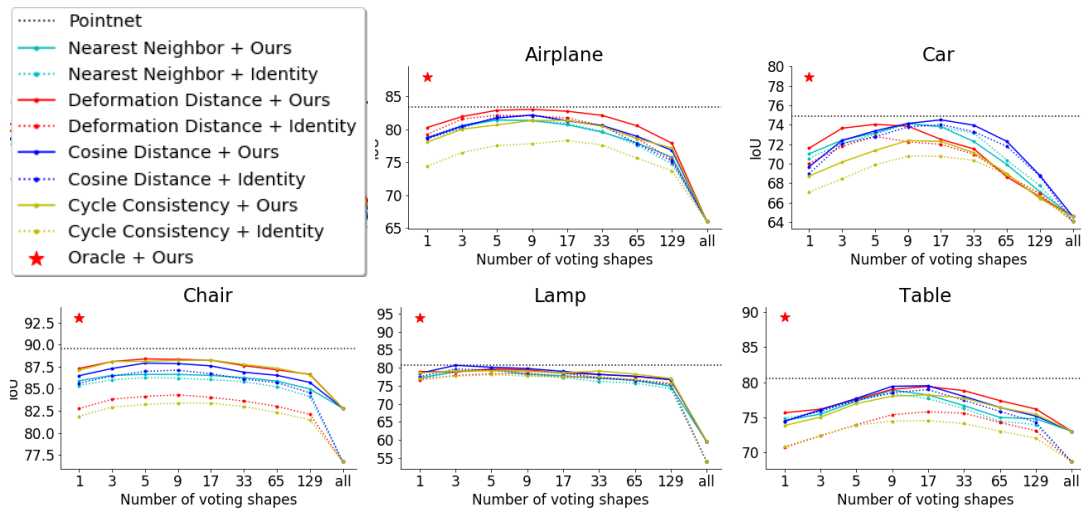 Pointnet
Nearest Neighbor + Ours
Nearest Neighbor + Identity
Deformation Distance + Ours
Deformation Distance + Identity
Cosine Distance + Ours
Cosine Distance + Identity
Cycle Consistency + Ours
Cycle Consistency + Identity
Oracle + Ours
Airplane
IoU
85
80
75
70
65
1 3 5 9 17 33 65 129 all
Number of voting shapes
Car
IoU
80
78
76
74
72
70
68
66
64
1 3 5 9 17 33 65 129 all
Number of voting shapes
Chair
IoU
92.5
90.0
87.5
85.0
82.5
80.0
77.5
1 3 5 9 17 33 65 129 all
Number of voting shapes
Lamp
95
90
85
80
75
70
65
60
55
1 3 5 9 17 33 65 129 all
Number of voting shapes
Table
90
85
80
75
70
1 3 5 9 17 33 65 129 all
Number of voting shapes